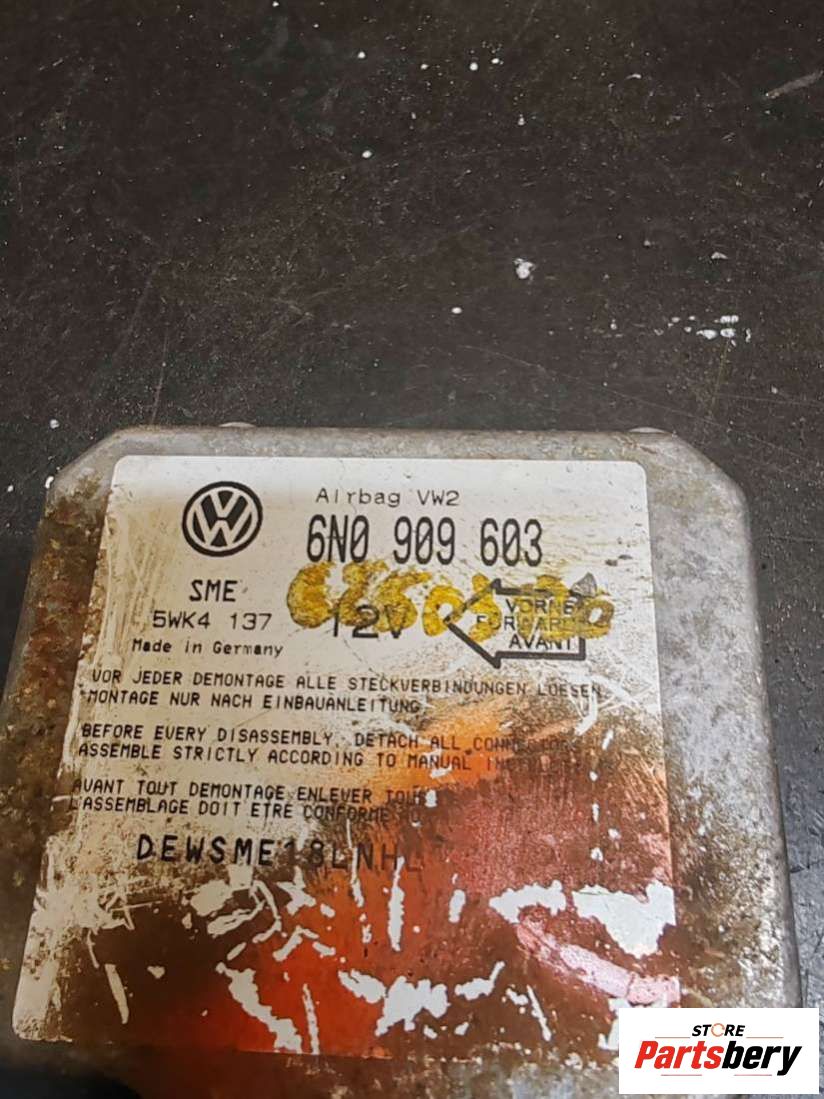 Airbag VW2
6N0 909 603
SME
5WK4 137
12V
VORNE
AVANT
Made in Germany
VOR JEDER DEMONTAGE ALLE STECKVERBINDUNGEN LOESEN
MONTAGE NUR NACH EINBAUANLEITUNG
BEFORE EVERY DISASSEMBLY, DETACH ALL
ASSEMBLE STRICTLY ACCORDING TO MANUAL
AVANT TOUT DEMONTAGE ENLEVER
L'ASSEMBLAGE DOIT ETRE
DEWSME18LNHL
STORE
Partsbery